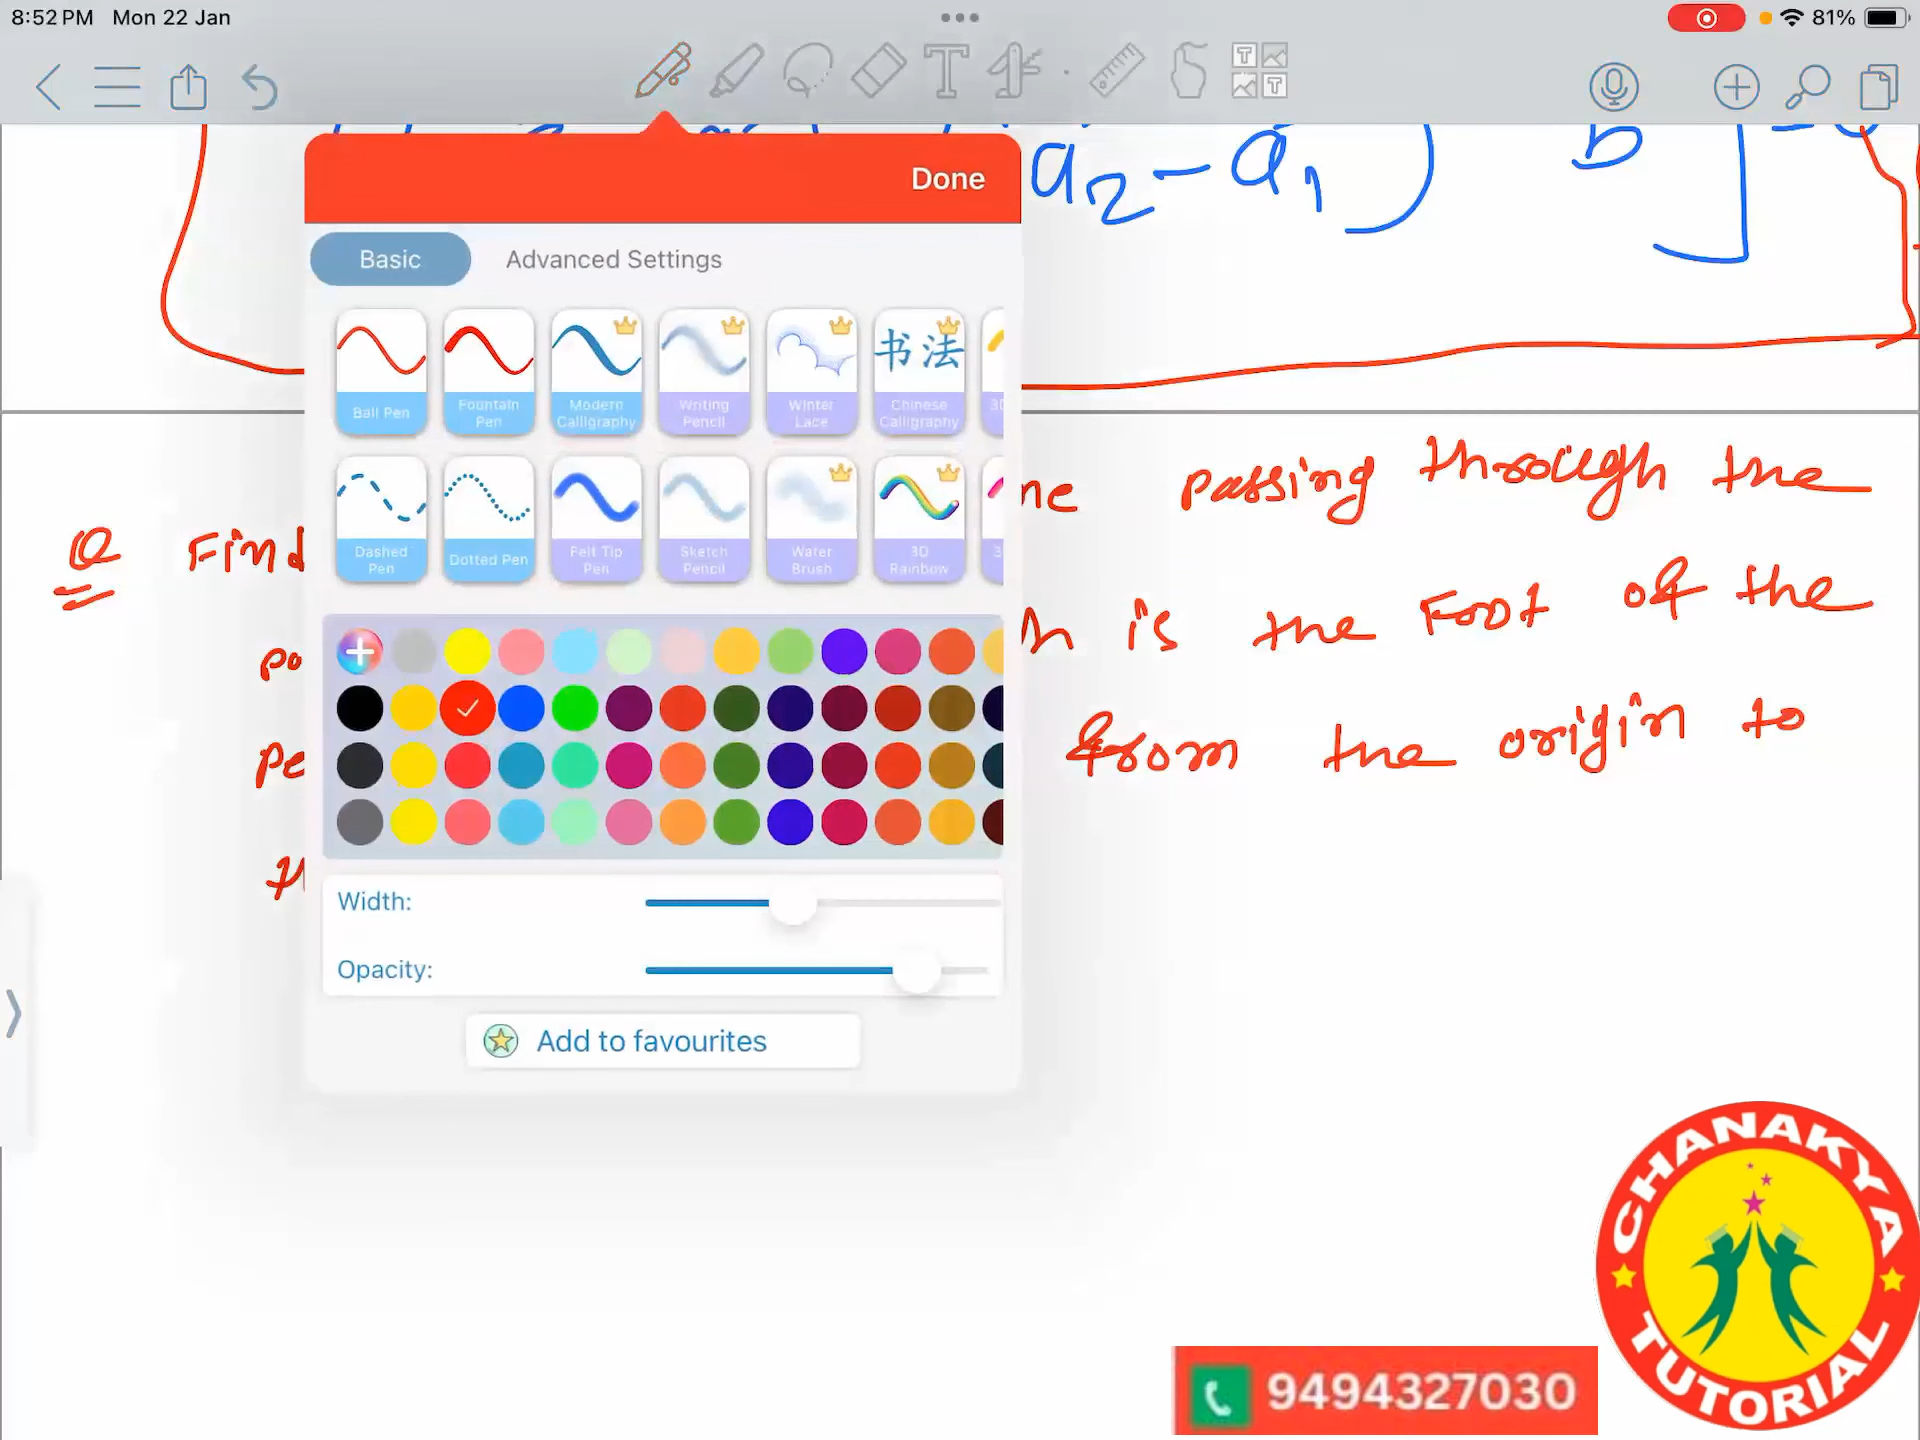 8:52 PM Mon 22 Jan
81%
a2 - a1) b ]
Done
Basic Advanced Settings
Ball Pen Fountain Pen Modern Calligraphy Writing Pencil Winter Lace 书法 Chinese Calligraphy
Dashed Pen Dotted Pen Felt Tip Pen Sketch Pencil Water Brush 3D Rainbow
Q Find ne passing through the
po h is the Foot of the
Pe from the origin to
th
Width:
Opacity:
Add to favourites
CHANAKYA TUTORIAL
9494327030